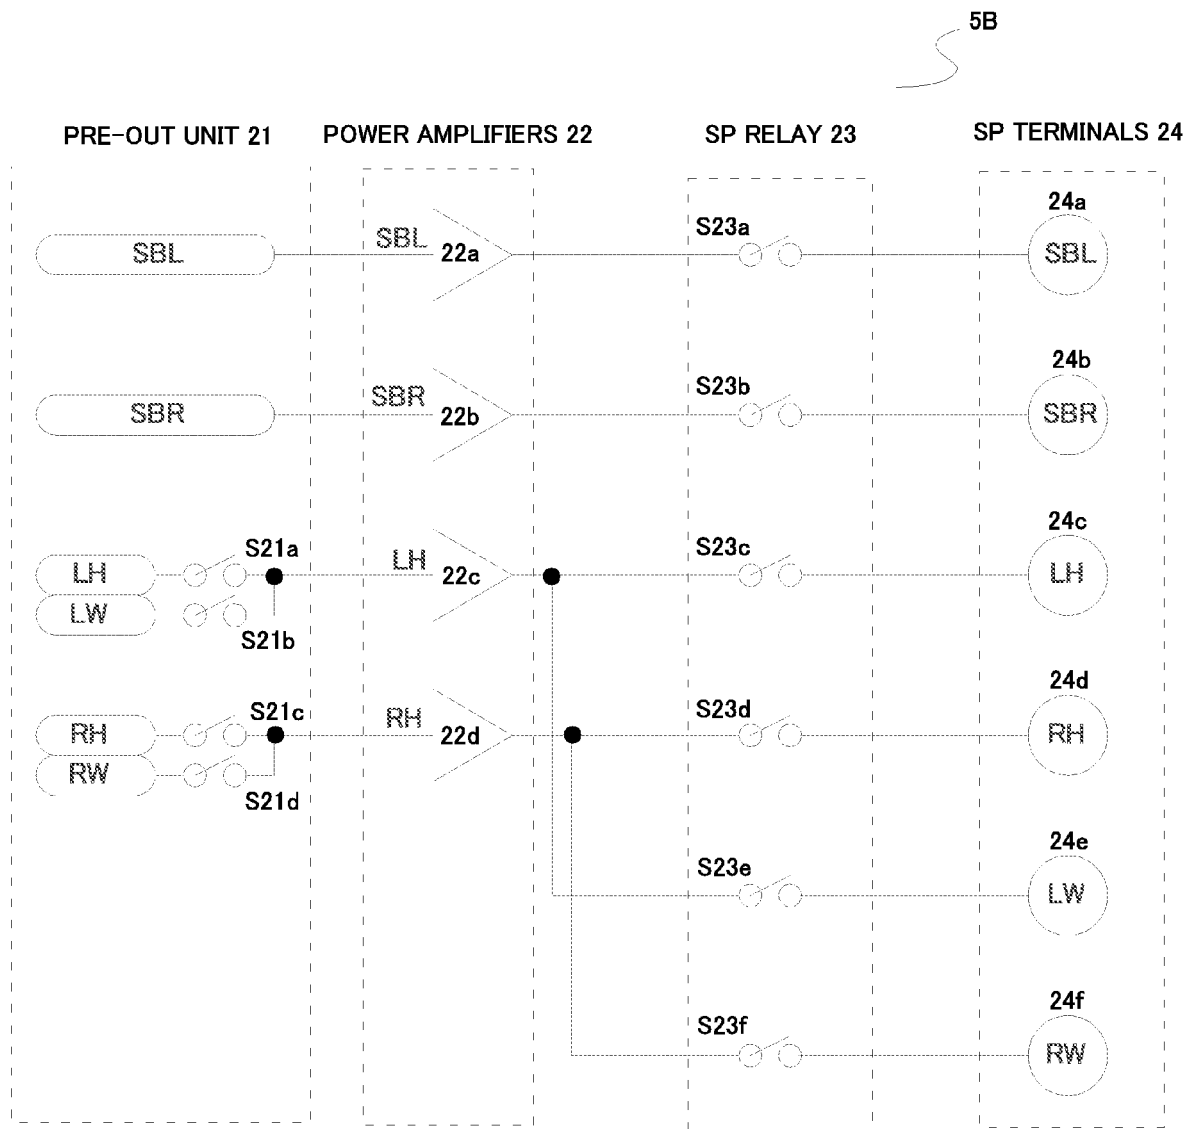 5B
PRE-OUT UNIT 21
POWER AMPLIFIERS 22
SP RELAY 23
SP TERMINALS 24
SBL
SBL
22a
S23a
24a
SBL
SBR
SBR
22b
S23b
24b
SBR
LH
LW
S21a
S21b
LH
22c
S23c
24c
LH
RH
RW
S21c
S21d
RH
22d
S23d
24d
RH
S23e
24e
LW
S23f
24f
RW